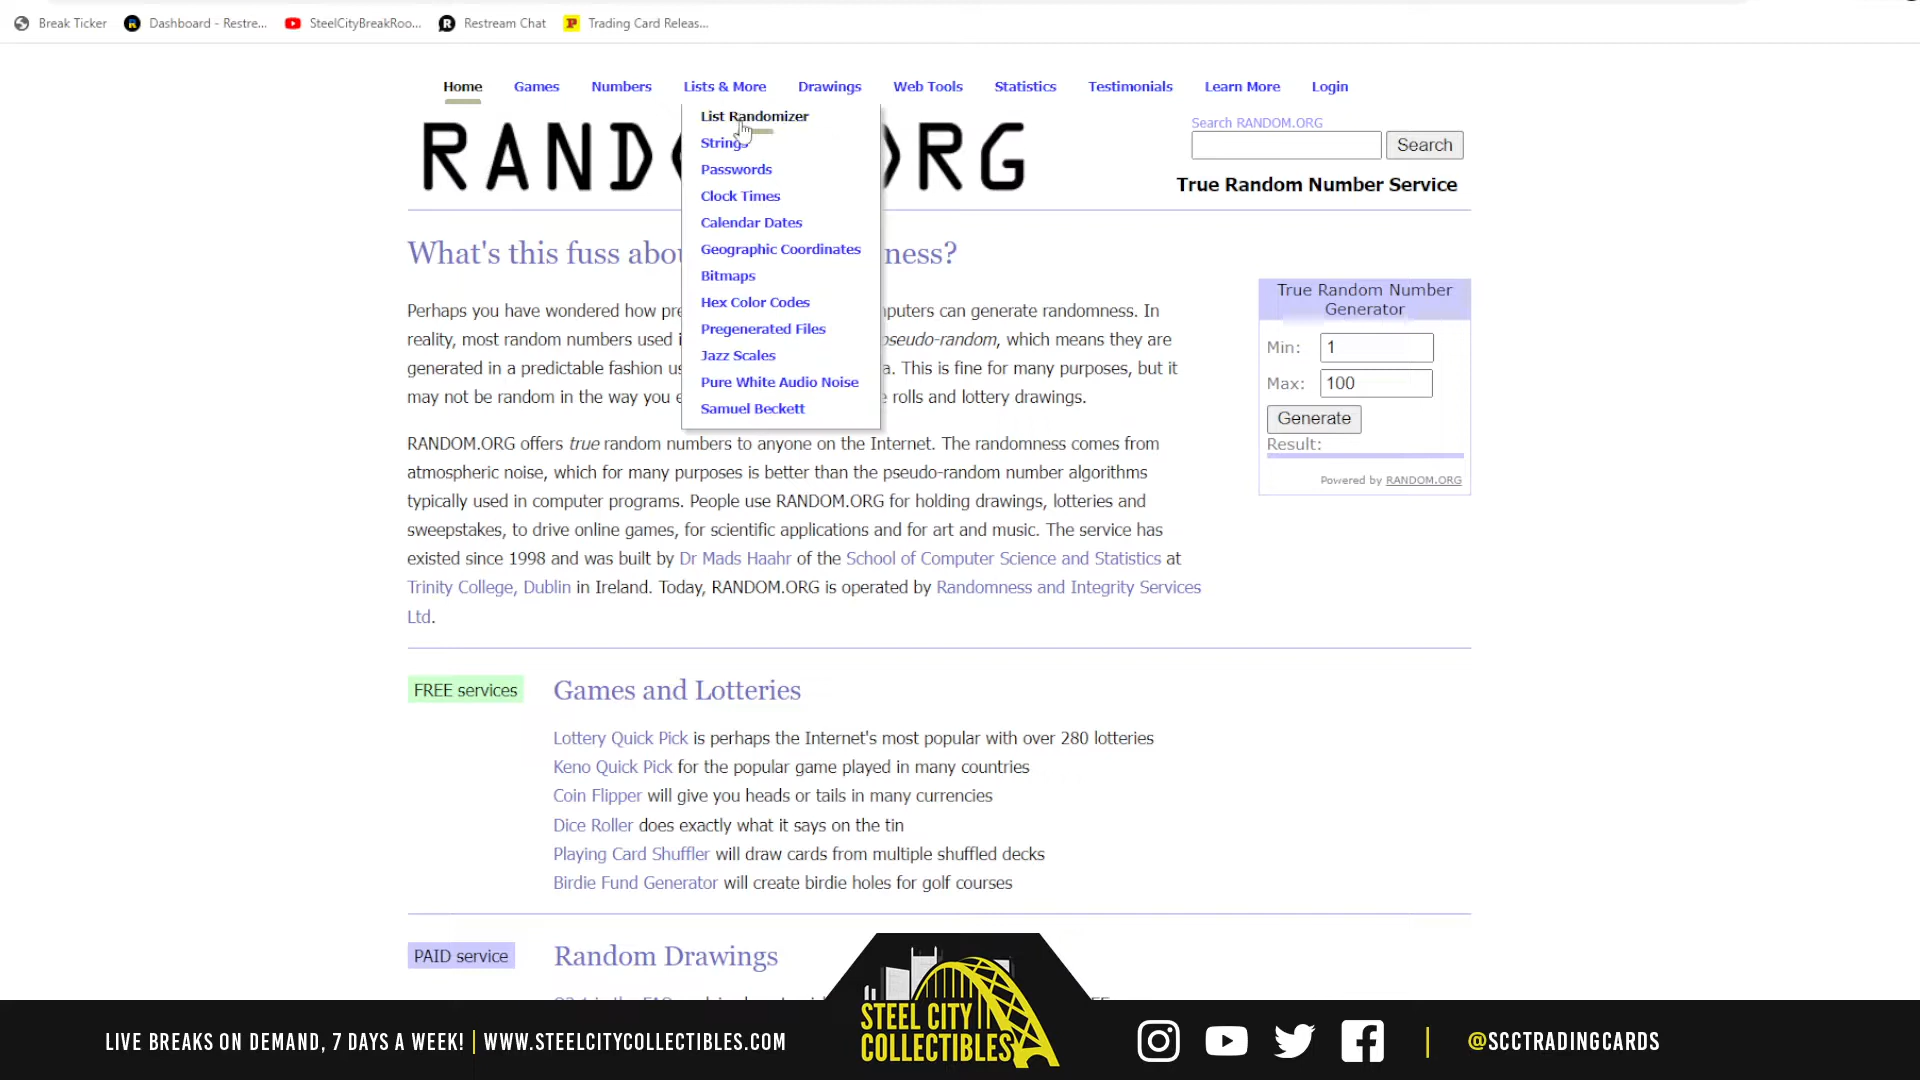 Break Ticker
Dashboard - Restre...
SteelCityBreakRoo...
Restream Chat
Trading Card Releas...
Home
Games
Numbers
Lists & More
Drawings
Web Tools
Statistics
Testimonials
Learn More
Login
List Randomizer
Strings
Passwords
Clock Times
Calendar Dates
Geographic Coordinates
Bitmaps
Hex Color Codes
Pregenerated Files
Jazz Scales
Pure White Audio Noise
Samuel Beckett
RAND ORG
Search RANDOM.ORG
Search
True Random Number Service
What's this fuss abou ness?
Perhaps you have wondered how pre puters can generate randomness. In
reality, most random numbers used i pseudo-random, which means they are
generated in a predictable fashion us a. This is fine for many purposes, but it
may not be random in the way you e rolls and lottery drawings.
RANDOM.ORG offers true random numbers to anyone on the Internet. The randomness comes from
atmospheric noise, which for many purposes is better than the pseudo-random number algorithms
typically used in computer programs. People use RANDOM.ORG for holding drawings, lotteries and
sweepstakes, to drive online games, for scientific applications and for art and music. The service has
existed since 1998 and was built by Dr Mads Haahr of the School of Computer Science and Statistics at
Trinity College, Dublin in Ireland. Today, RANDOM.ORG is operated by Randomness and Integrity Services
Ltd.
True Random Number
Generator
Min: 1
Max: 100
Generate
Result:
Powered by RANDOM.ORG
FREE services
Games and Lotteries
Lottery Quick Pick is perhaps the Internet's most popular with over 280 lotteries
Keno Quick Pick for the popular game played in many countries
Coin Flipper will give you heads or tails in many currencies
Dice Roller does exactly what it says on the tin
Playing Card Shuffler will draw cards from multiple shuffled decks
Birdie Fund Generator will create birdie holes for golf courses
PAID service
Random Drawings
LIVE BREAKS ON DEMAND, 7 DAYS A WEEK! | WWW.STEELCITYCOLLECTIBLES.COM
STEEL CITY
COLLECTIBLES
@SCCTRADINGCARDS